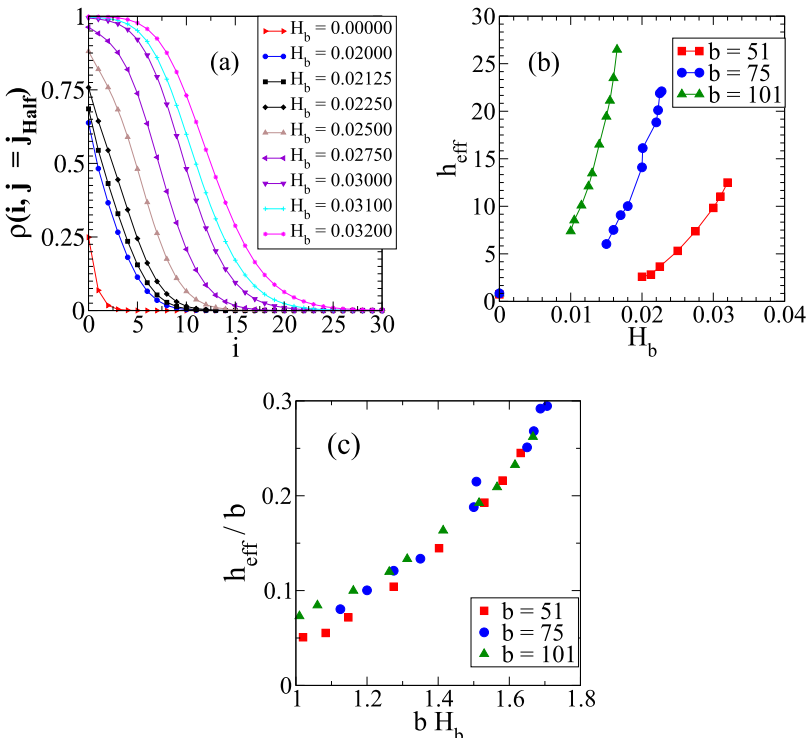 (a)
H_b = 0.00000
H_b = 0.02000
H_b = 0.02125
H_b = 0.02250
H_b = 0.02500
H_b = 0.02750
H_b = 0.03000
H_b = 0.03100
H_b = 0.03200
1
0.75
0.5
0.25
0
ρ(i, j = j_Half)
0 5 10 15 20 25 30
i
(b)
b = 51
b = 75
b = 101
30
25
20
15
10
5
0
h_eff
0 0.01 0.02 0.03 0.04
H_b
(c)
0.3
0.2
0.1
0
h_eff / b
b = 51
b = 75
b = 101
1 1.2 1.4 1.6 1.8
b H_b